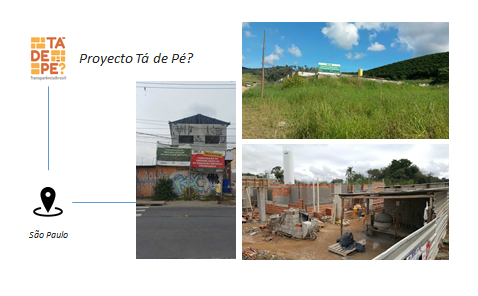 TÁ
DE
PÉ?
TransparênciaBrasil
Proyecto Tá de Pé?
São Paulo